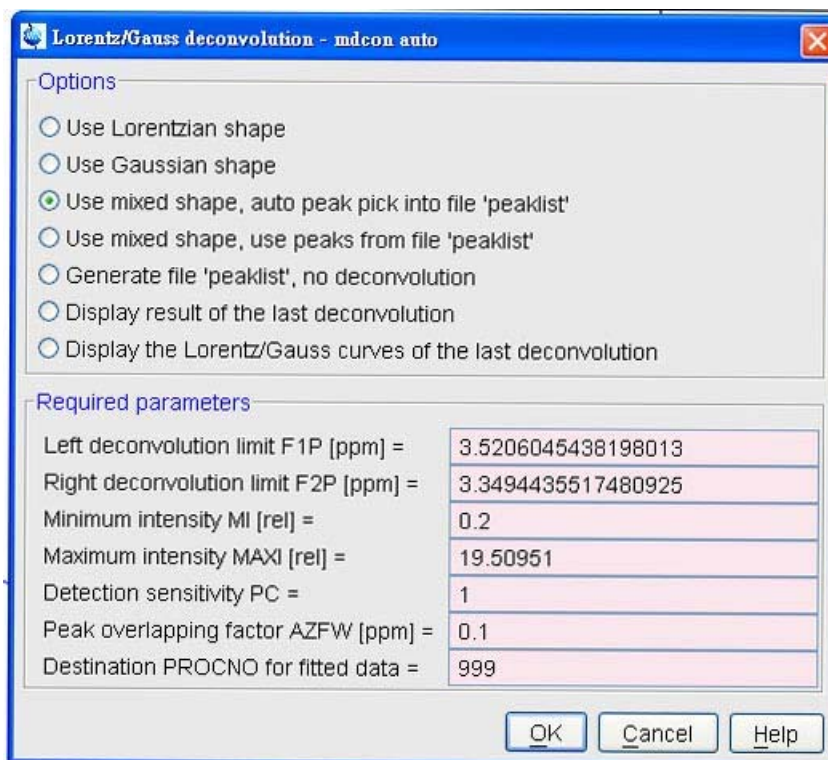 Lorentz/Gauss deconvolution - mdcon auto
Options
Use Lorentzian shape
Use Gaussian shape
Use mixed shape, auto peak pick into file 'peaklist'
Use mixed shape, use peaks from file 'peaklist'
Generate file 'peaklist', no deconvolution
Display result of the last deconvolution
Display the Lorentz/Gauss curves of the last deconvolution
Required parameters
Left deconvolution limit F1P [ppm] = 3.5206045438198013
Right deconvolution limit F2P [ppm] = 3.3494435517480925
Minimum intensity MI [rel] = 0.2
Maximum intensity MAXI [rel] = 19.50951
Detection sensitivity PC = 1
Peak overlapping factor AZFW [ppm] = 0.1
Destination PROCNO for fitted data = 999
OK Cancel Help